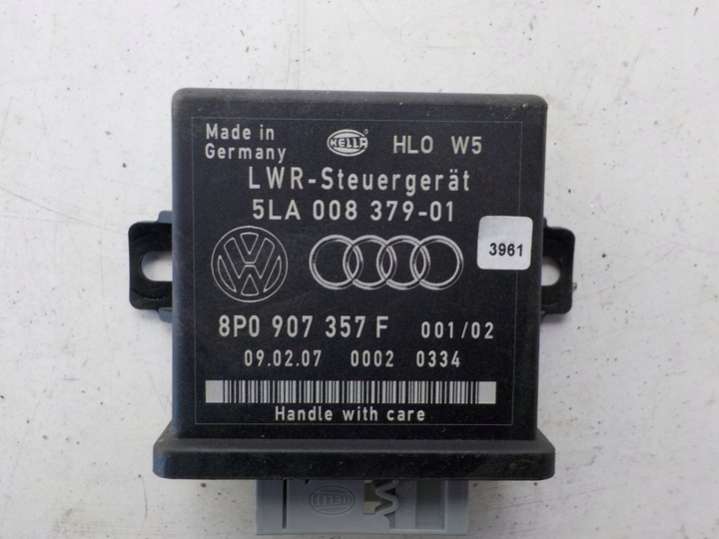 Made in
Germany
HELLA
HLO W5
LWR-Steuergerät
5LA 008 379-01
3961
8P0 907 357 F 001/02
09.02.07 0002 0334
Handle with care
HELLA